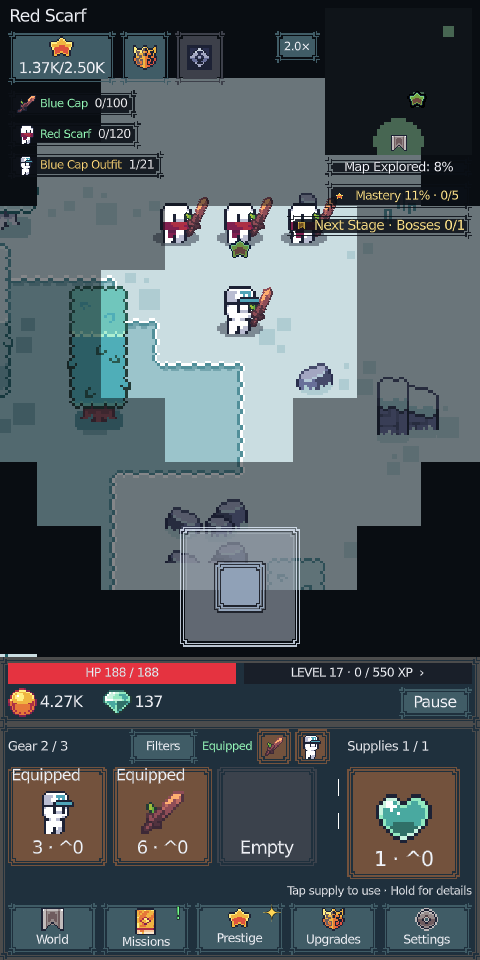 Red Scarf
1.37K/2.50K
2.0×
Blue Cap 0/100
Red Scarf 0/120
Blue Cap Outfit 1/21
Map Explored: 8%
Mastery 11% · 0/5
Next Stage · Bosses 0/1
HP 188 / 188
LEVEL 17 · 0 / 550 XP ›
4.27K
137
Pause
Gear 2 / 3
Filters
Equipped
Supplies 1 / 1
Equipped
3 · ^0
Equipped
6 · ^0
Empty
1 · ^0
Tap supply to use · Hold for details
World
Missions
!
Prestige
Upgrades
Settings